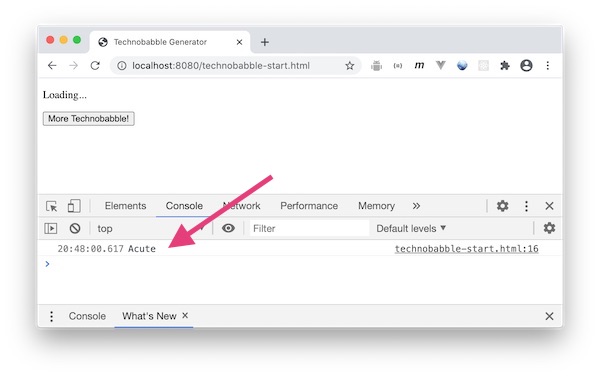 Technobabble Generator
localhost:8080/technobabble-start.html
Loading...
More Technobabble!
Elements Console Network Performance Memory »
top Filter Default levels ▼
20:48:00.617 Acute technobabble-start.html:16
>
Console What's New